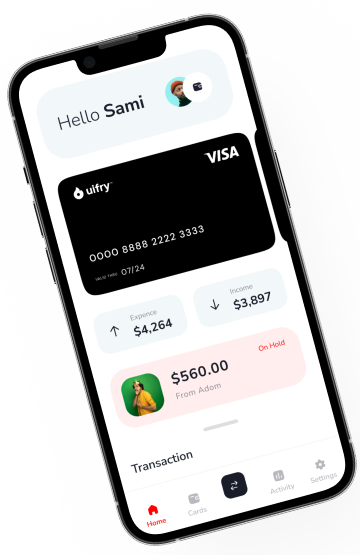 Hello Sami
uifry™
VISA
0000 8888 2222 3333
VALID THRU 07/24
Expence
$4,264
Income
$3,897
On Hold
$560.00
From Adom
Transaction
Home
Cards
Activity
Settings